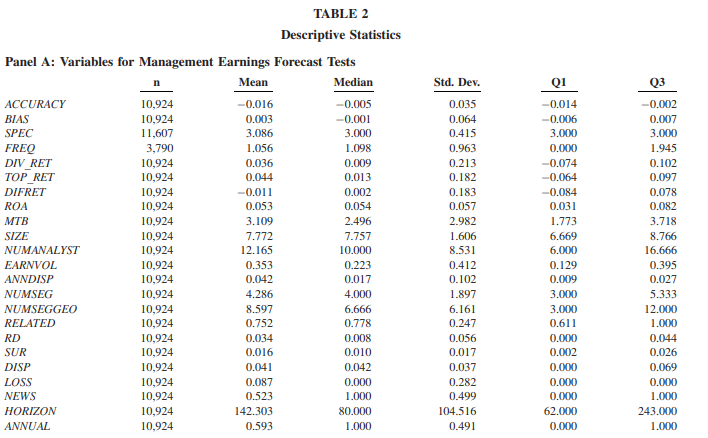 TABLE 2
Descriptive Statistics
Panel A: Variables for Management Earnings Forecast Tests
n Mean Median Std. Dev. Q1 Q3
ACCURACY 10,924 −0.016 −0.005 0.035 −0.014 −0.002
BIAS 10,924 0.003 −0.001 0.064 −0.006 0.007
SPEC 11,607 3.086 3.000 0.415 3.000 3.000
FREQ 3,790 1.056 1.098 0.963 0.000 1.945
DIV_RET 10,924 0.036 0.009 0.213 −0.074 0.102
TOP_RET 10,924 0.044 0.013 0.182 −0.064 0.097
DIFRET 10,924 −0.011 0.002 0.183 −0.084 0.078
ROA 10,924 0.053 0.054 0.057 0.031 0.082
MTB 10,924 3.109 2.496 2.982 1.773 3.718
SIZE 10,924 7.772 7.757 1.606 6.669 8.766
NUMANALYST 10,924 12.165 10.000 8.531 6.000 16.666
EARNVOL 10,924 0.353 0.223 0.412 0.129 0.395
ANNDISP 10,924 0.042 0.017 0.102 0.009 0.027
NUMSEG 10,924 4.286 4.000 1.897 3.000 5.333
NUMSEGGEO 10,924 8.597 6.666 6.161 3.000 12.000
RELATED 10,924 0.752 0.778 0.247 0.611 1.000
RD 10,924 0.034 0.008 0.056 0.000 0.044
SUR 10,924 0.016 0.010 0.017 0.002 0.026
DISP 10,924 0.041 0.042 0.037 0.000 0.069
LOSS 10,924 0.087 0.000 0.282 0.000 0.000
NEWS 10,924 0.523 1.000 0.499 0.000 1.000
HORIZON 10,924 142.303 80.000 104.516 62.000 243.000
ANNUAL 10,924 0.593 1.000 0.491 0.000 1.000